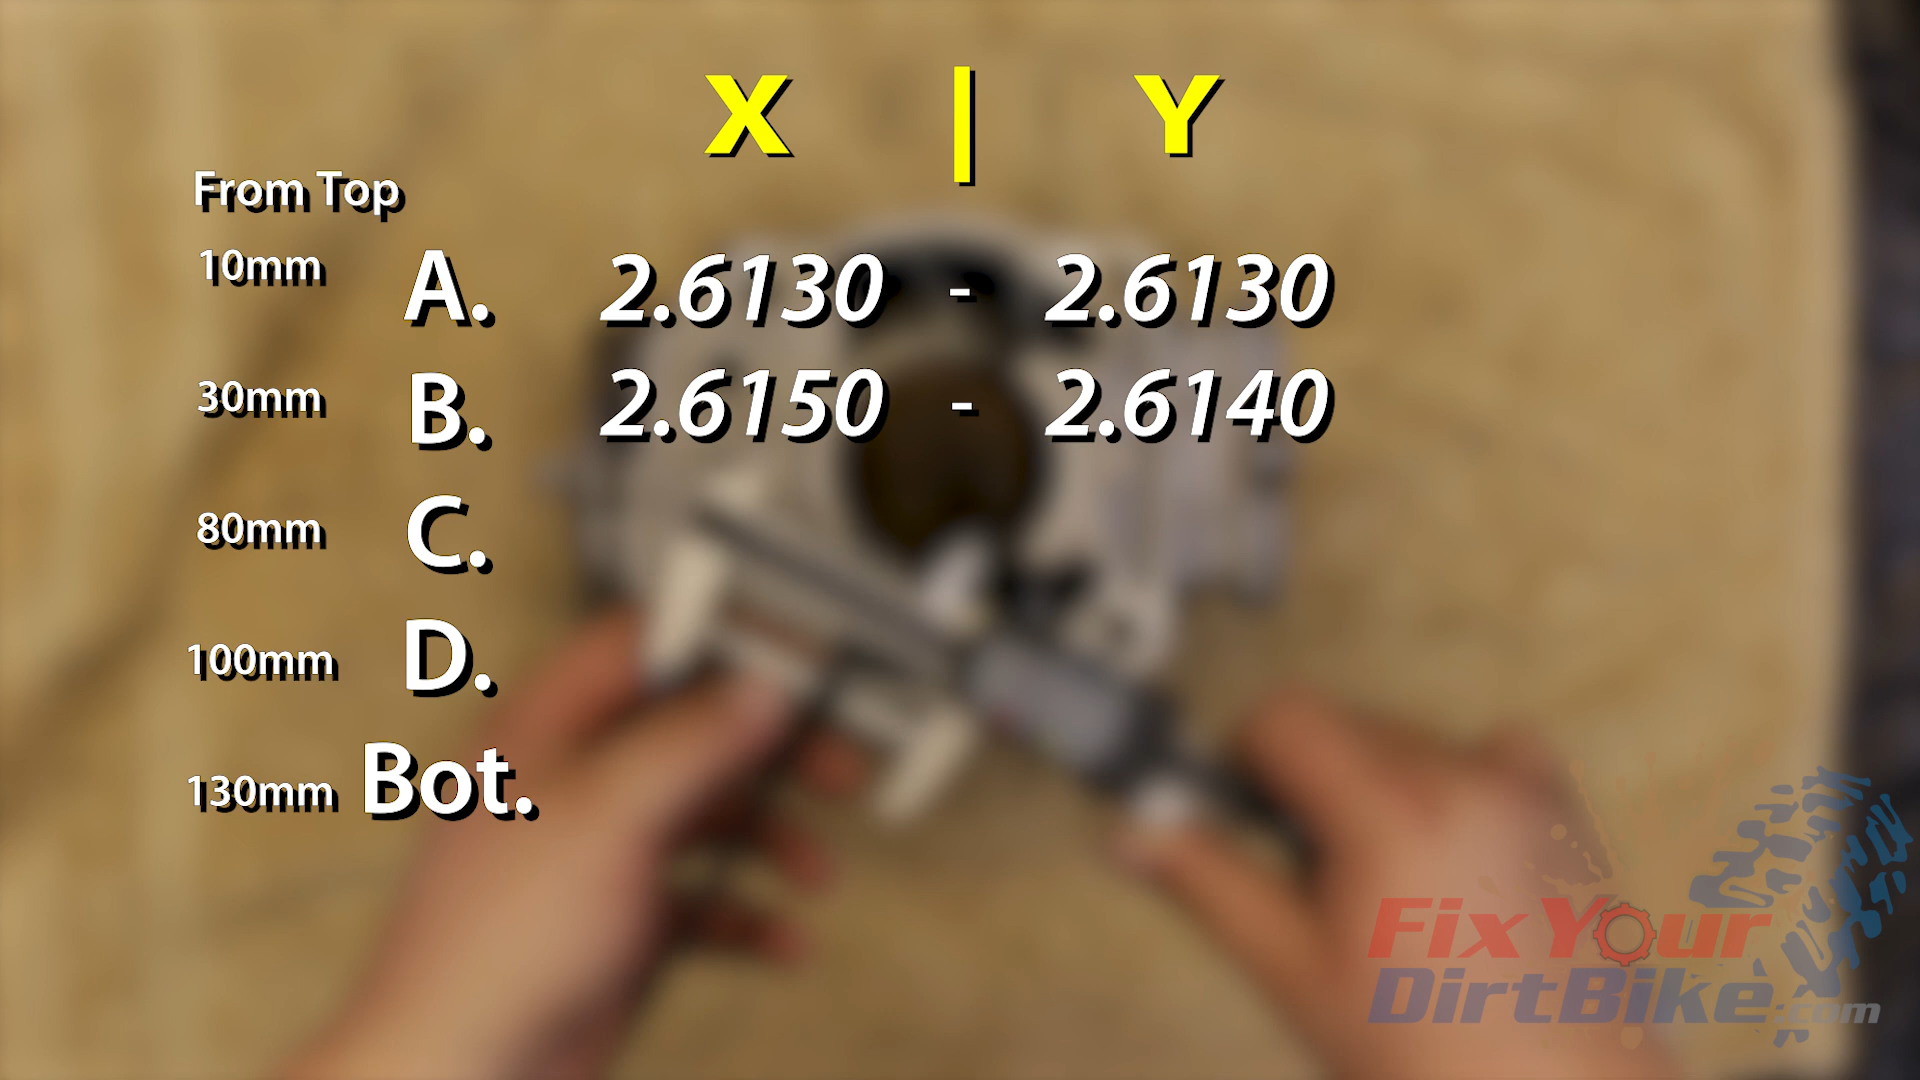 X | Y
From Top
10mm A. 2.6130 - 2.6130
30mm B. 2.6150 - 2.6140
80mm C.
100mm D.
130mm Bot.
FixYour
DirtBike.com